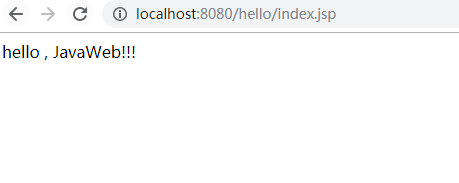 localhost:8080/hello/index.jsp
hello , JavaWeb!!!